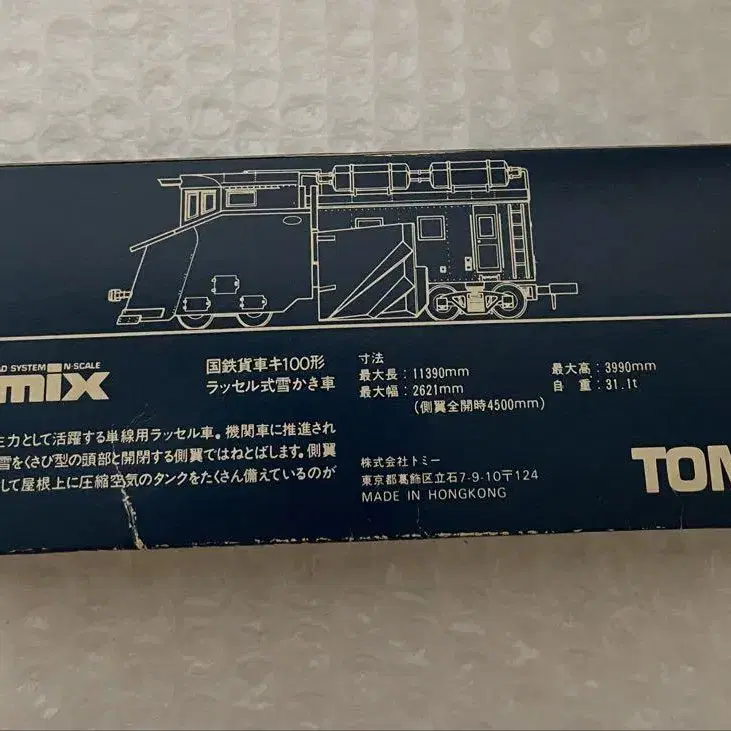 AD SYSTEM N-SCALE
mix
国鉄貨車キ100形
ラッセル式雪かき車
主力として活躍する単線用ラッセル車。機関車に推進され
雪をくさび型の頭部と開閉する側翼ではねとばします。側翼
して屋根上に圧縮空気のタンクをたくさん備えているのが
寸法
最大長：11390mm
最大幅：2621mm
(側翼全開時4500mm)
最大高：3990mm
自 重：31.1t
株式会社トミー
東京都葛飾区立石7-9-10〒124
MADE IN HONGKONG
TOM